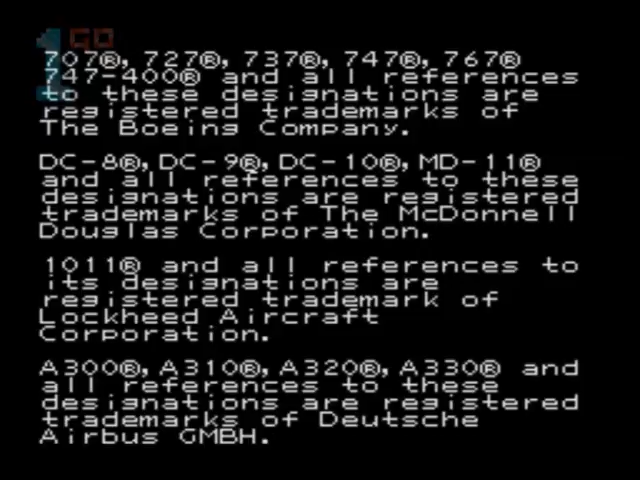 1 GO
707®, 727®, 737®, 747®, 767®
747-400® and all references
to these designations are
registered trademarks of
The Boeing Company.
DC-8®, DC-9®, DC-10®, MD-11®
and all references to these
designations are registered
trademarks of The McDonnell
Douglas Corporation.
1011® and all references to
its designations are
registered trademark of
Lockheed Aircraft
Corporation.
A300®, A310®, A320®, A330® and
all references to these
designations are registered
trademarks of Deutsche
Airbus GMBH.